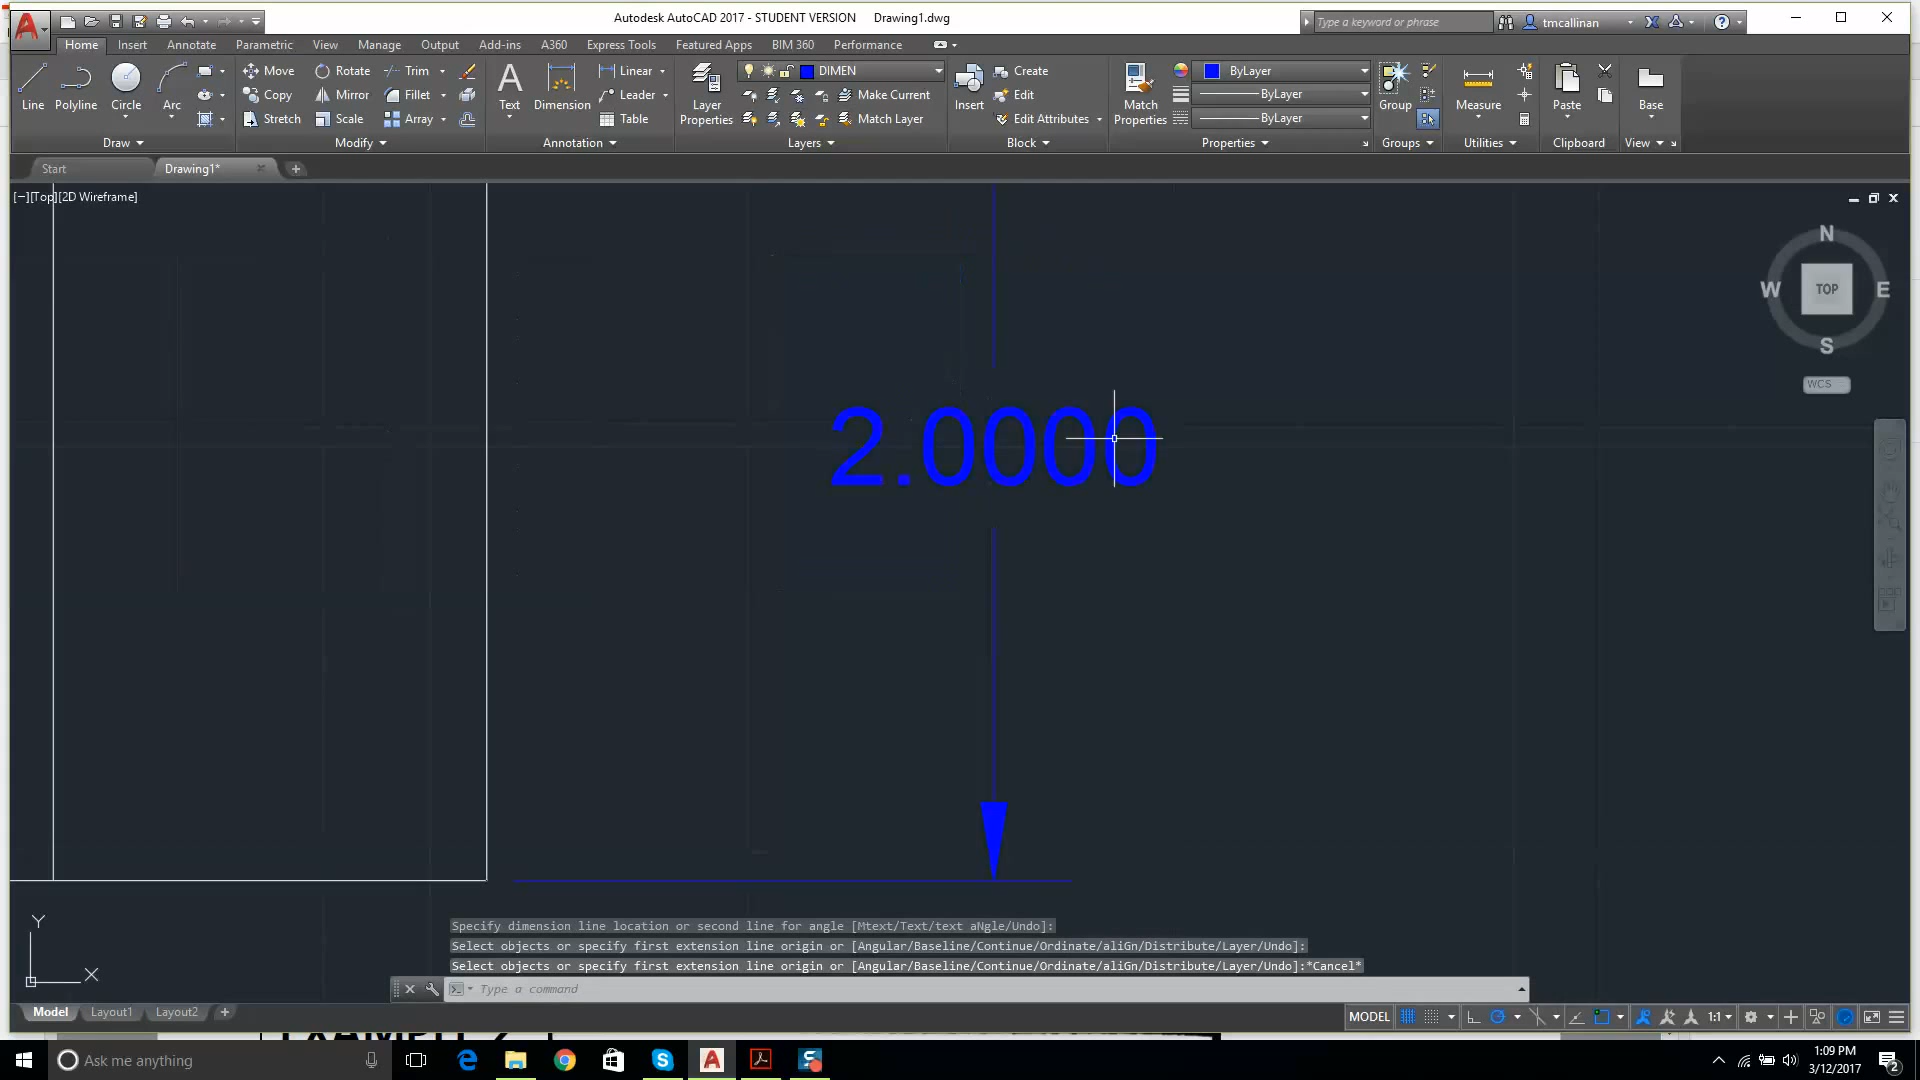 Autodesk AutoCAD 2017 - STUDENT VERSION Drawing1.dwg
Type a keyword or phrase
tmcallinan
Home Insert Annotate Parametric View Manage Output Add-ins A360 Express Tools Featured Apps BIM 360 Performance
Line Polyline Circle Arc
Move Rotate Trim
Copy Mirror Fillet
Stretch Scale Array
Text Dimension
Linear
Leader
Table
Layer Properties
DIMEN
Make Current
Match Layer
Insert
Create
Edit
Edit Attributes
Match Properties
ByLayer
ByLayer
ByLayer
Group
Measure
Paste
Base
Draw Modify Annotation Layers Block Properties Groups Utilities Clipboard View
Start Drawing1*
[−][Top][2D Wireframe]
N
W TOP E
S
WCS
2.0000
Y
X
Specify dimension line location or second line for angle [Mtext/Text/text aNgle/Undo]:
Select objects or specify first extension line origin or [Angular/Baseline/Continue/Ordinate/aliGn/Distribute/Layer/Undo]:
Select objects or specify first extension line origin or [Angular/Baseline/Continue/Ordinate/aliGn/Distribute/Layer/Undo]:*Cancel*
Type a command
Model Layout1 Layout2
MODEL 1:1
Ask me anything
1:09 PM
3/12/2017
2